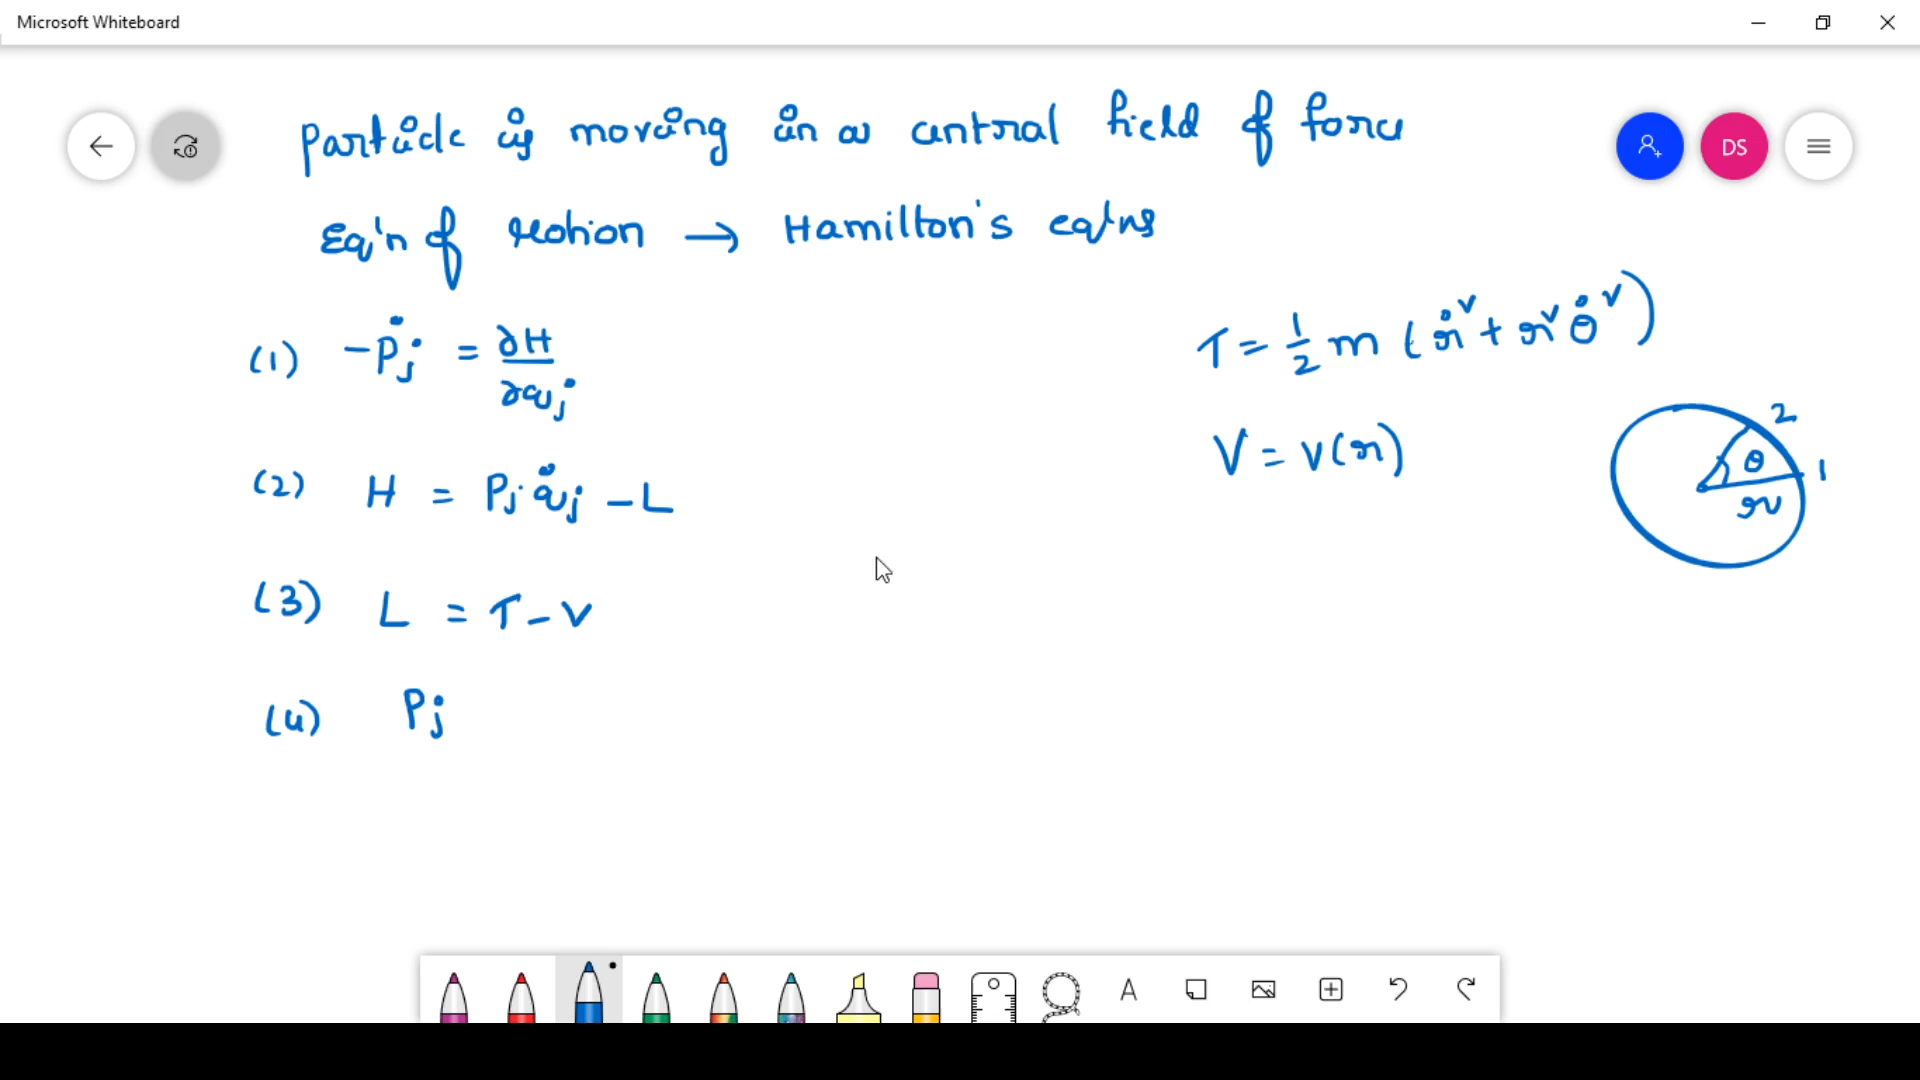 Microsoft Whiteboard
DS
Particle is moving in a central field of force
Eq'n of Motion → Hamilton's eq'ns
(1) -ṗj = ∂H/∂qj
(2) H = Pj q̇j - L
(3) L = T - V
(4) Pj
T = 1/2 m (ṙ² + r² θ̇²)
V = V(r)
2
θ
1
r
A